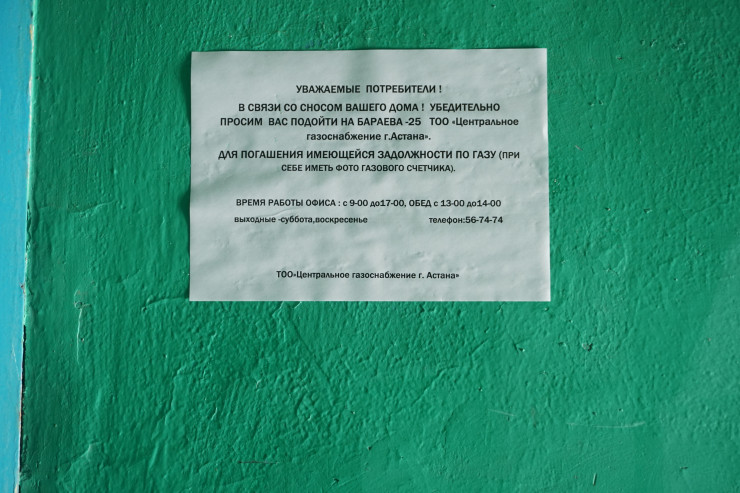 УВАЖАЕМЫЕ ПОТРЕБИТЕЛИ !
В СВЯЗИ СО СНОСОМ ВАШЕГО ДОМА ! УБЕДИТЕЛЬНО
ПРОСИМ ВАС ПОДОЙТИ НА БАРАЕВА -25 ТОО «Центральное
газоснабжение г.Астана».
ДЛЯ ПОГАШЕНИЯ ИМЕЮЩЕЙСЯ ЗАДОЛЖНОСТИ ПО ГАЗУ (ПРИ
СЕБЕ ИМЕТЬ ФОТО ГАЗОВОГО СЧЕТЧИКА).
ВРЕМЯ РАБОТЫ ОФИСА : с 9-00 до17-00, ОБЕД с 13-00 до14-00
выходные -суббота,воскресенье телефон:56-74-74
ТОО«Центральное газоснабжение г. Астана»